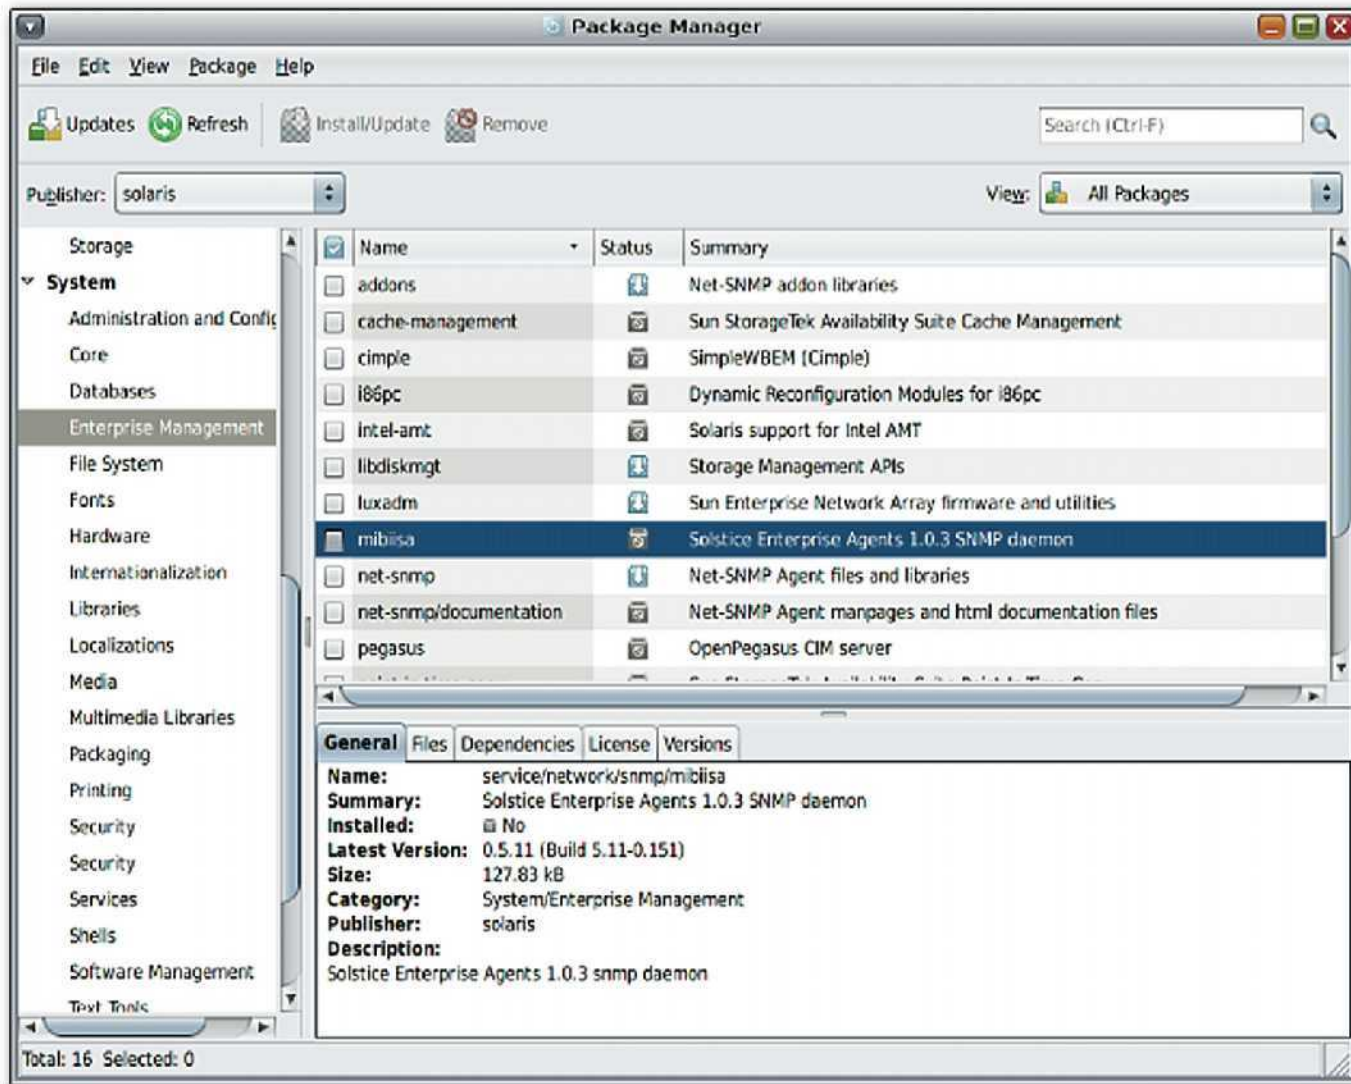 Package Manager
File Edit View Package Help
Updates Refresh Install/Update Remove Search (Ctrl-F)
Publisher: solaris View: All Packages
Storage
System
Administration and Config
Core
Databases
Enterprise Management
File System
Fonts
Hardware
Internationalization
Libraries
Localizations
Media
Multimedia Libraries
Packaging
Printing
Security
Security
Services
Shells
Software Management
Text Tools
Name Status Summary
addons Net-SNMP addon libraries
cache-management Sun StorageTek Availability Suite Cache Management
cimple SimpleWBEM (Cimple)
i86pc Dynamic Reconfiguration Modules for i86pc
intel-amt Solaris support for Intel AMT
libdiskmgt Storage Management APIs
luxadm Sun Enterprise Network Array firmware and utilities
mibiisa Solstice Enterprise Agents 1.0.3 SNMP daemon
net-snmp Net-SNMP Agent files and libraries
net-snmp/documentation Net-SNMP Agent manpages and html documentation files
pegasus OpenPegasus CIM server
General Files Dependencies License Versions
Name: service/network/snmp/mibiisa
Summary: Solstice Enterprise Agents 1.0.3 SNMP daemon
Installed: No
Latest Version: 0.5.11 (Build 5.11-0.151)
Size: 127.83 kB
Category: System/Enterprise Management
Publisher: solaris
Description:
Solstice Enterprise Agents 1.0.3 snmp daemon
Total: 16 Selected: 0